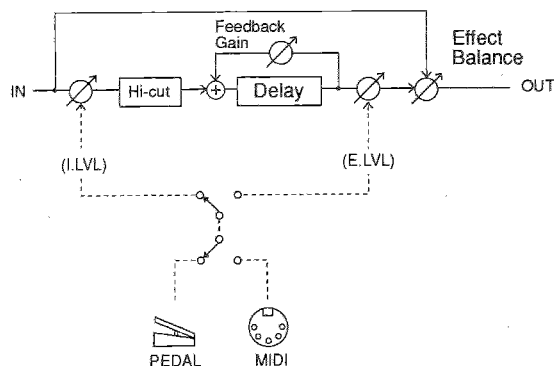 Feedback
Gain
Effect
Balance
IN
Hi-cut
+
Delay
OUT
(I.LVL)
(E.LVL)
PEDAL
MIDI